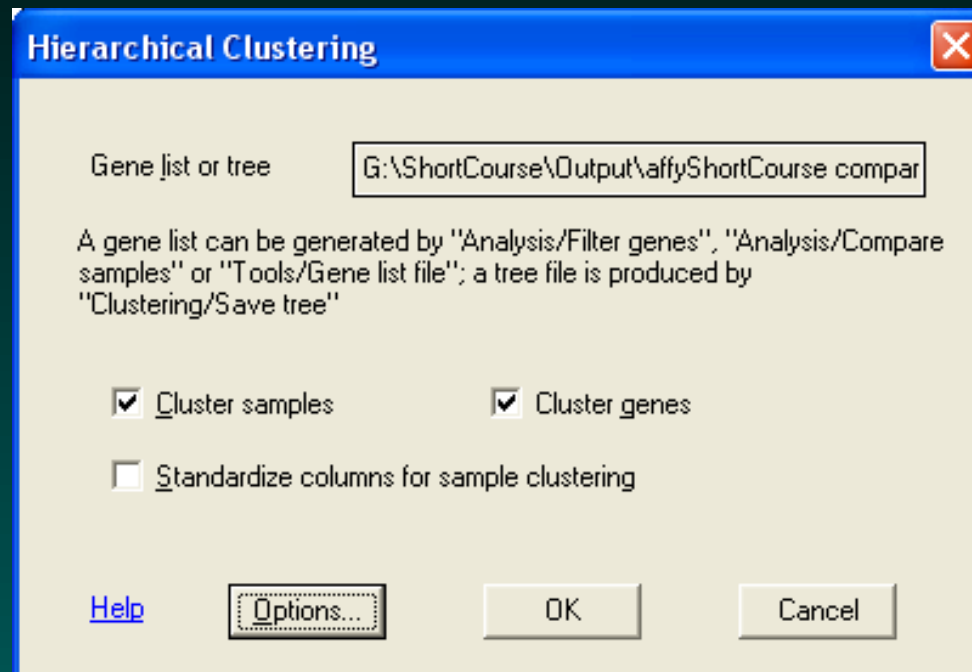 Hierarchical Clustering
Gene list or tree
G:\ShortCourse\Output\affyShortCourse compar
A gene list can be generated by "Analysis/Filter genes", "Analysis/Compare
samples" or "Tools/Gene list file"; a tree file is produced by
"Clustering/Save tree"
Cluster samples
Cluster genes
Standardize columns for sample clustering
Help
Options...
OK
Cancel